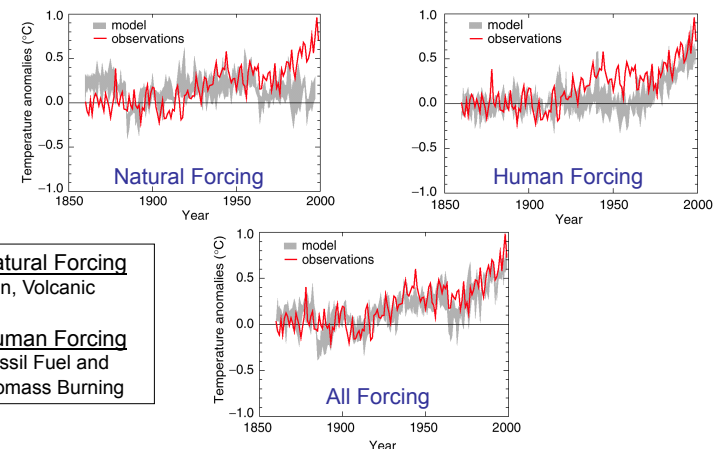 1.0
model
observations
0.5
0.0
−0.5
−1.0
Temperature anomalies (°C)
Natural Forcing
1850 1900 1950 2000
Year
1.0
model
observations
0.5
0.0
−0.5
−1.0
Temperature anomalies (°C)
Human Forcing
1850 1900 1950 2000
Year
atural Forcing
n, Volcanic
uman Forcing
ssil Fuel and
omass Burning
1.0
model
observations
0.5
0.0
−0.5
−1.0
Temperature anomalies (°C)
All Forcing
1850 1900 1950 2000
Year